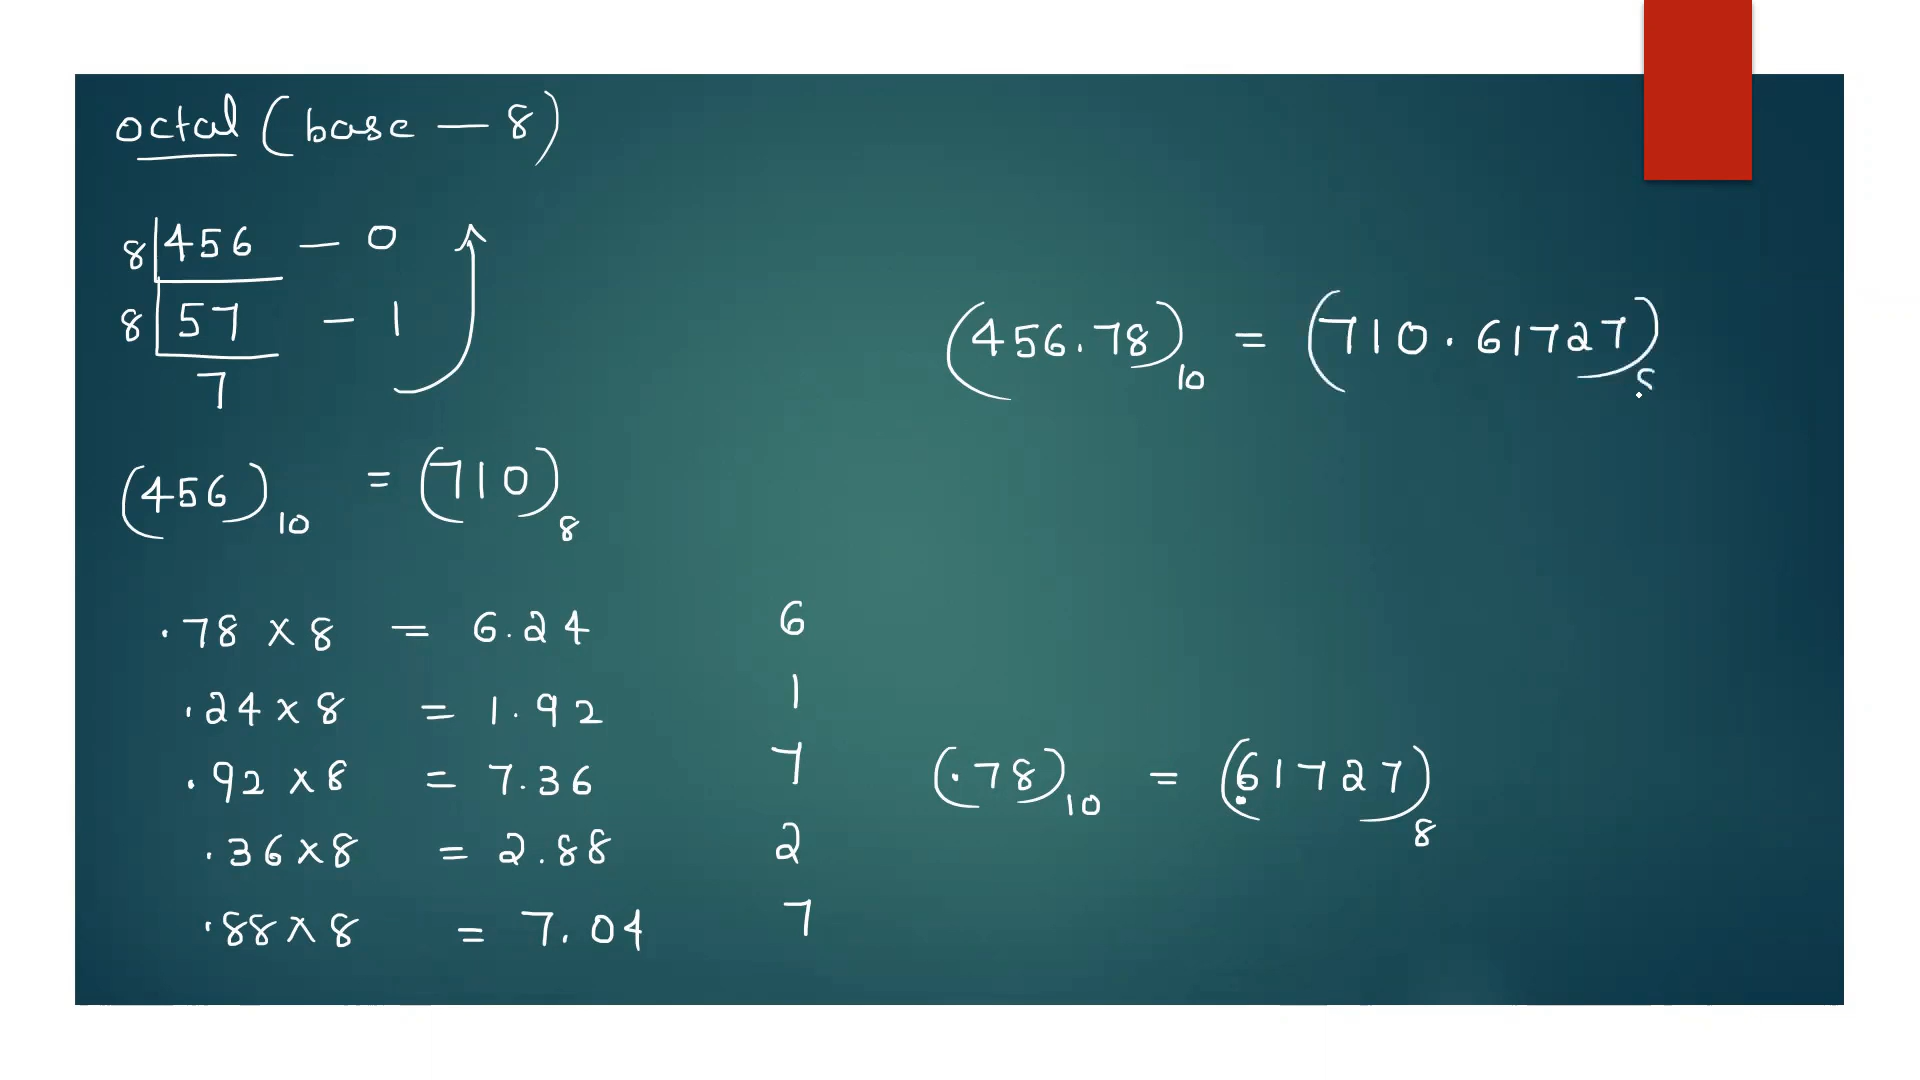 octal (base — 8)
8 456 — 0
8 57 — 1
7
(456.78)10 = (710.61727)
(456)10 = (710)8
.78 x 8 = 6.24 6
.24 x 8 = 1.92 1
.92 x 8 = 7.36 7
(.78)10 = (.61727)8
.36 x 8 = 2.88 2
.88 x 8 = 7.04 7